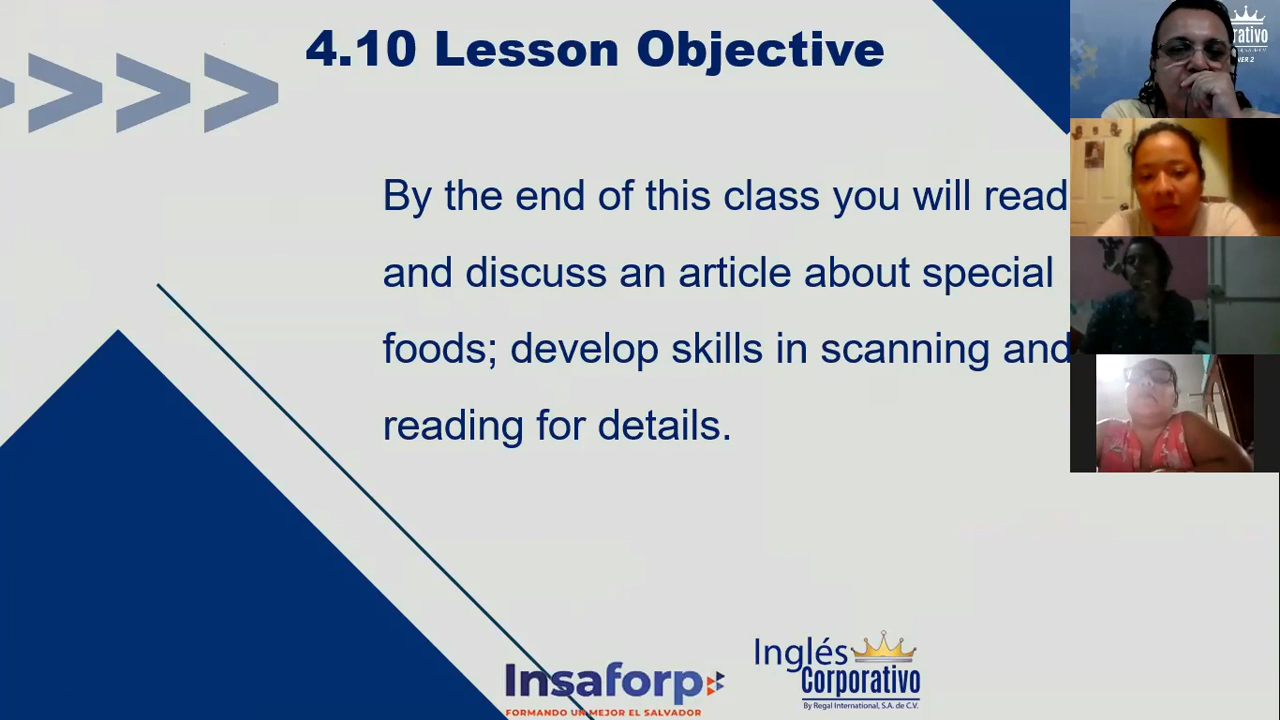 4.10 Lesson Objective
By the end of this class you will read
and discuss an article about special
foods; develop skills in scanning and
reading for details.
Insaforp
FORMANDO UN MEJOR EL SALVADOR
Inglés
Corporativo
By Regal International, S.A. de C.V.